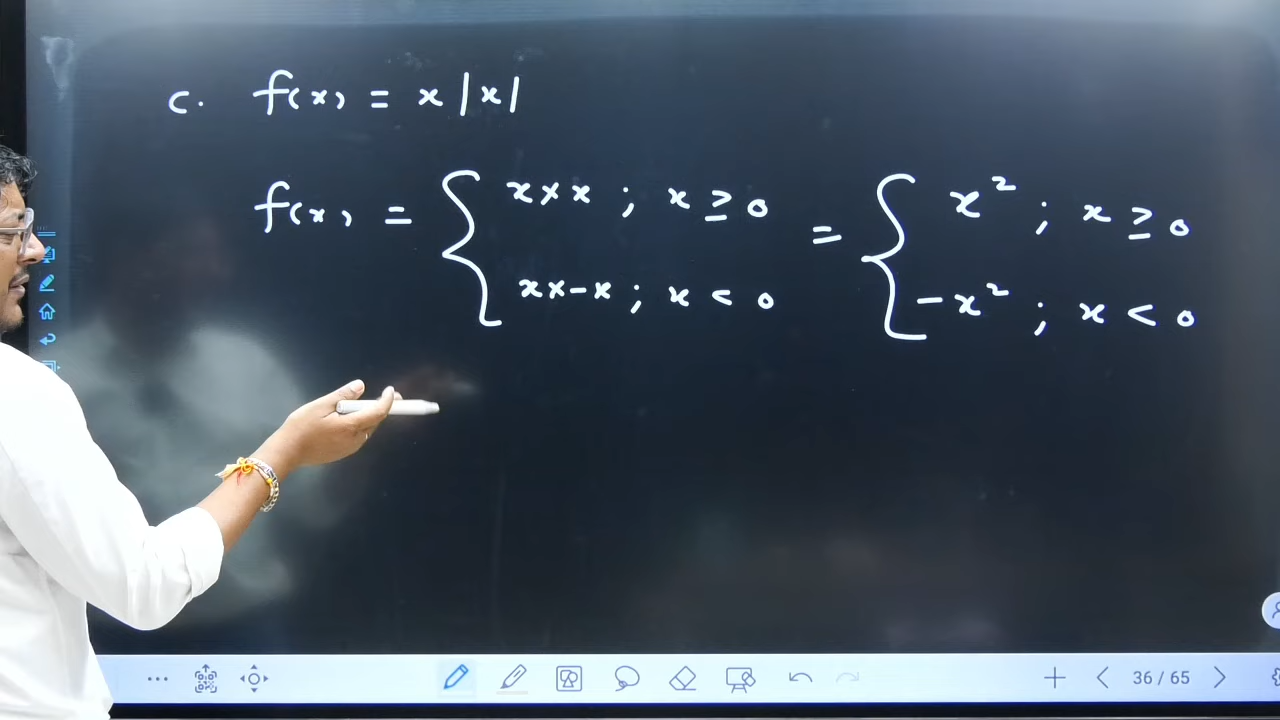 c. f(x) = x |x|
f(x) = { x×x ; x ≥ 0 = { x² ; x ≥ 0
x×-x ; x < 0 -x² ; x < 0
36 / 65